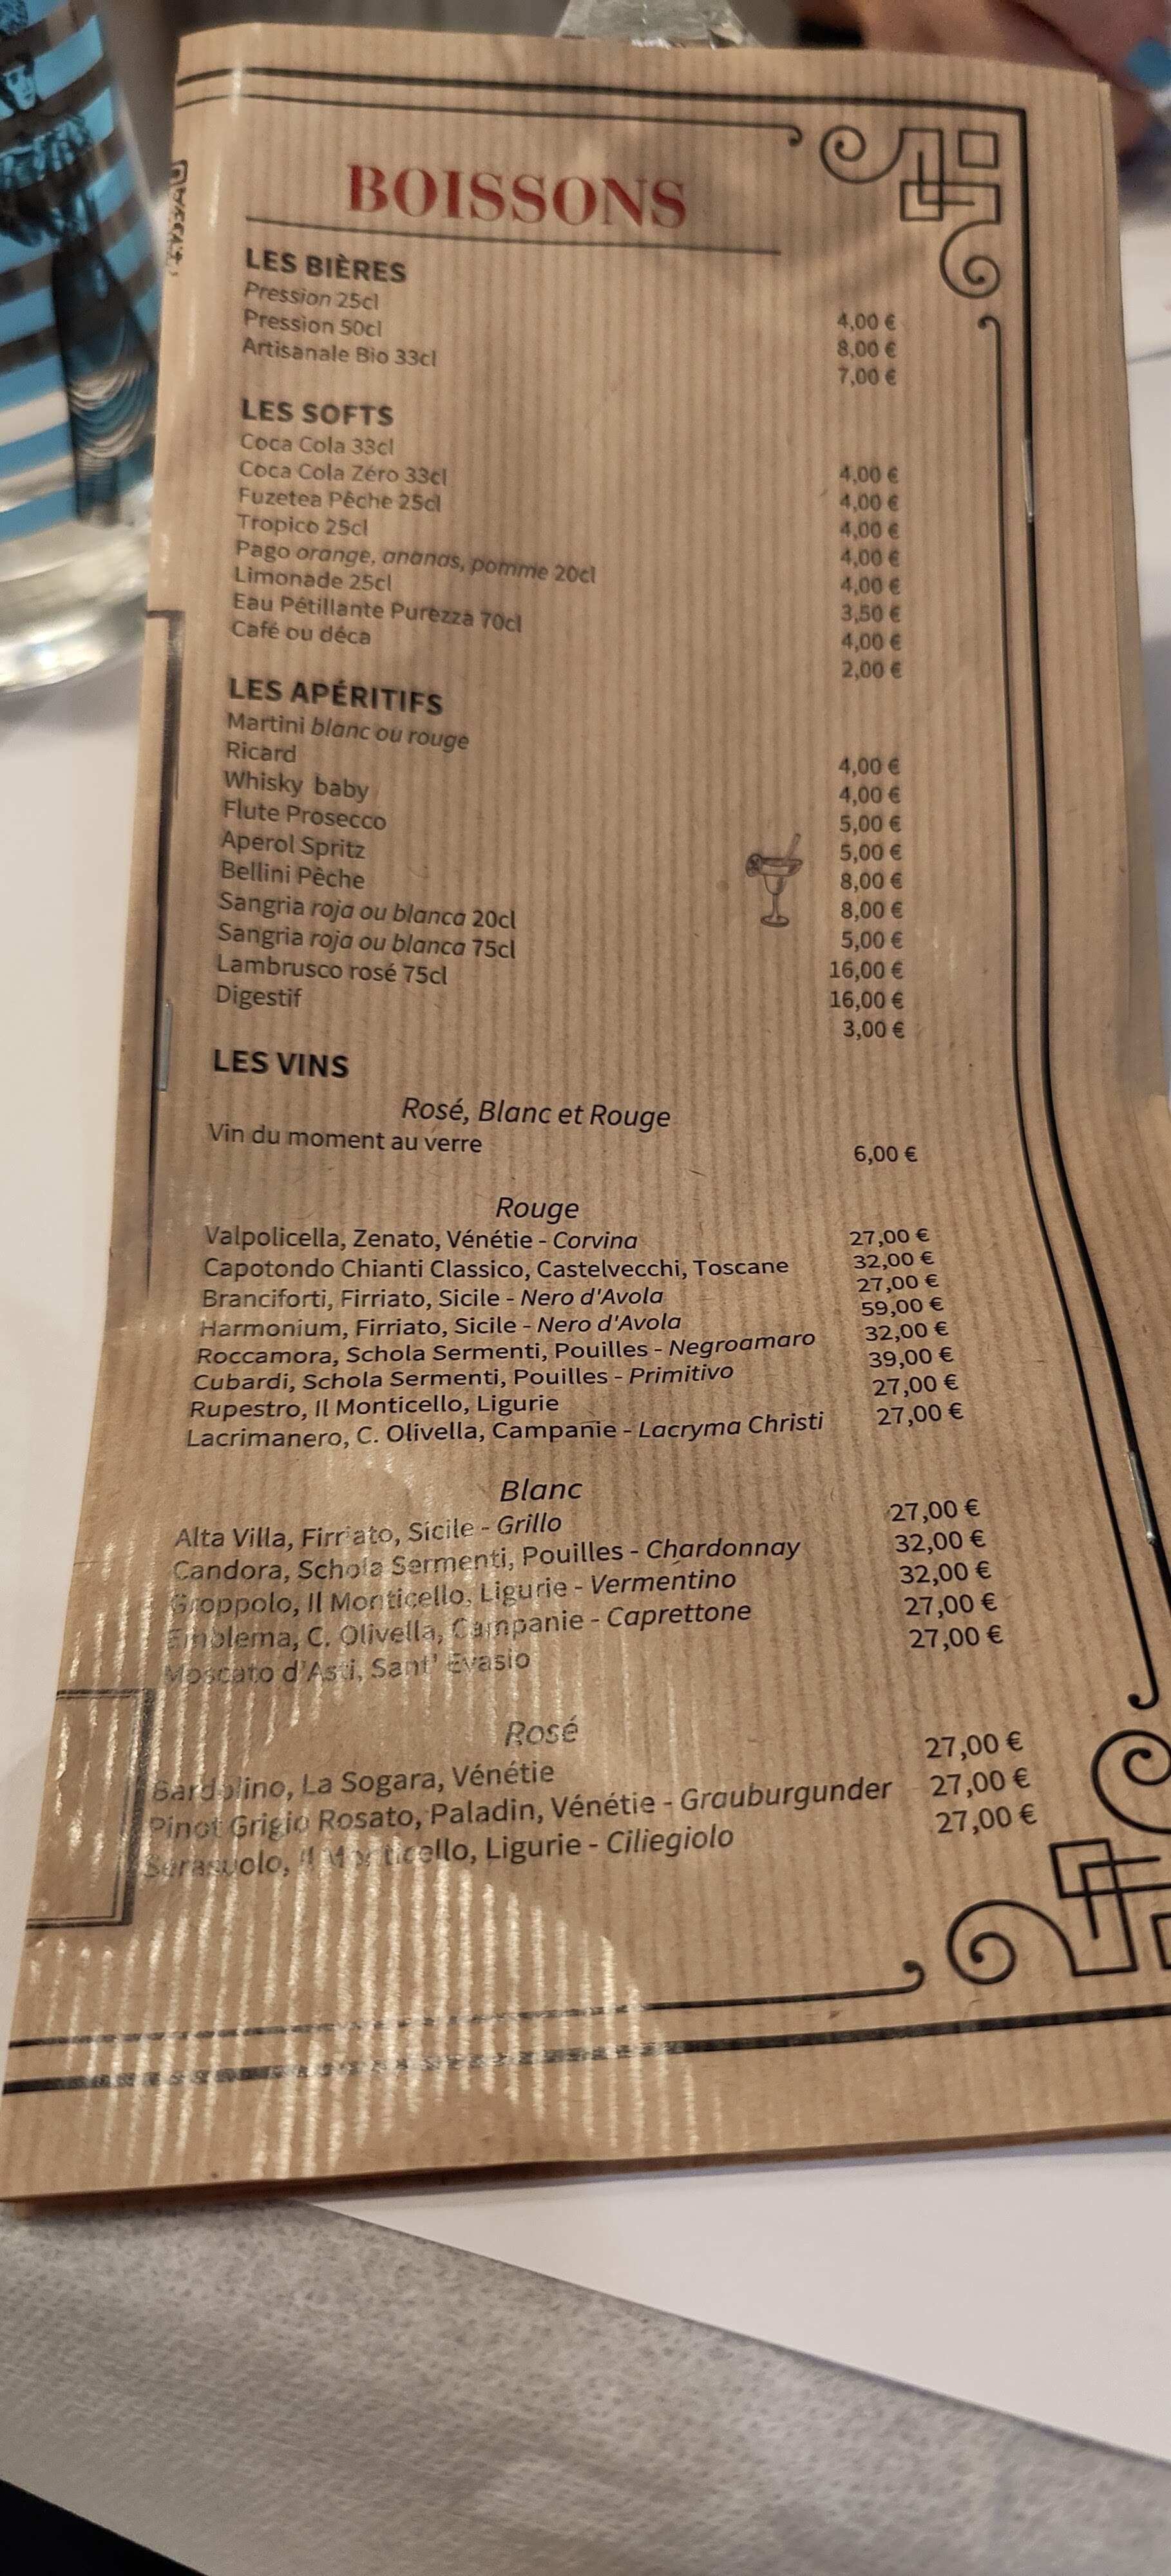 BOISSONS
LES BIÈRES
Pression 25cl 4,00 €
Pression 50cl 8,00 €
Artisanale Bio 33cl 7,00 €
LES SOFTS
Coca Cola 33cl 4,00 €
Coca Cola Zéro 33cl 4,00 €
Fuzetea Pêche 25cl 4,00 €
Tropico 25cl 4,00 €
Pago orange, ananas, pomme 20cl 4,00 €
Limonade 25cl 3,50 €
Eau Pétillante Purezza 70cl 4,00 €
Café ou déca 2,00 €
LES APÉRITIFS
Martini blanc ou rouge 4,00 €
Ricard 4,00 €
Whisky baby 5,00 €
Flute Prosecco 5,00 €
Aperol Spritz 8,00 €
Bellini Pêche 8,00 €
Sangria roja ou blanca 20cl 5,00 €
Sangria roja ou blanca 75cl 16,00 €
Lambrusco rosé 75cl 16,00 €
Digestif 3,00 €
LES VINS
Rosé, Blanc et Rouge
Vin du moment au verre 6,00 €
Rouge
Valpolicella, Zenato, Vénétie - Corvina 27,00 €
Capotondo Chianti Classico, Castelvecchi, Toscane 32,00 €
Branciforti, Firriato, Sicile - Nero d'Avola 27,00 €
Harmonium, Firriato, Sicile - Nero d'Avola 59,00 €
Roccamora, Schola Sermenti, Pouilles - Negroamaro 32,00 €
Cubardi, Schola Sermenti, Pouilles - Primitivo 39,00 €
Rupestro, Il Monticello, Ligurie 27,00 €
Lacrimanero, C. Olivella, Campanie - Lacryma Christi 27,00 €
Blanc
Alta Villa, Firriato, Sicile - Grillo 27,00 €
Candora, Schola Sermenti, Pouilles - Chardonnay 32,00 €
Groppolo, Il Monticello, Ligurie - Vermentino 32,00 €
Emblema, C. Olivella, Campanie - Caprettone 27,00 €
Moscato d'Asti, Sant' Evasio 27,00 €
Rosé
Bardolino, La Sogara, Vénétie 27,00 €
Pinot Grigio Rosato, Paladin, Vénétie - Grauburgunder 27,00 €
Il Monticello, Ligurie - Ciliegiolo 27,00 €